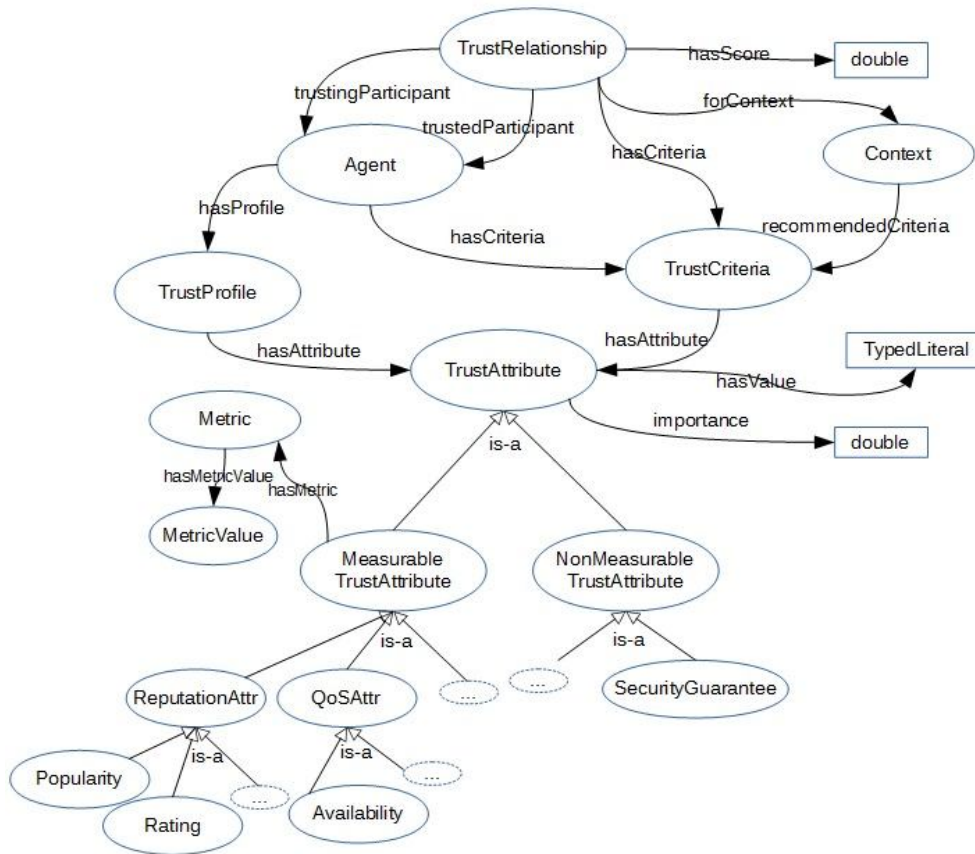 TrustRelationship
hasScore
double
trustingParticipant
forContext
trustedParticipant
hasCriteria
Context
Agent
hasProfile
hasCriteria
recommendedCriteria
TrustCriteria
TrustProfile
hasAttribute
hasAttribute
TrustAttribute
hasValue
TypedLiteral
importance
double
Metric
is-a
hasMetricValue
hasMetric
MetricValue
Measurable
TrustAttribute
NonMeasurable
TrustAttribute
is-a
is-a
...
...
ReputationAttr
QoSAttr
SecurityGuarantee
is-a
is-a
Popularity
...
...
Rating
Availability